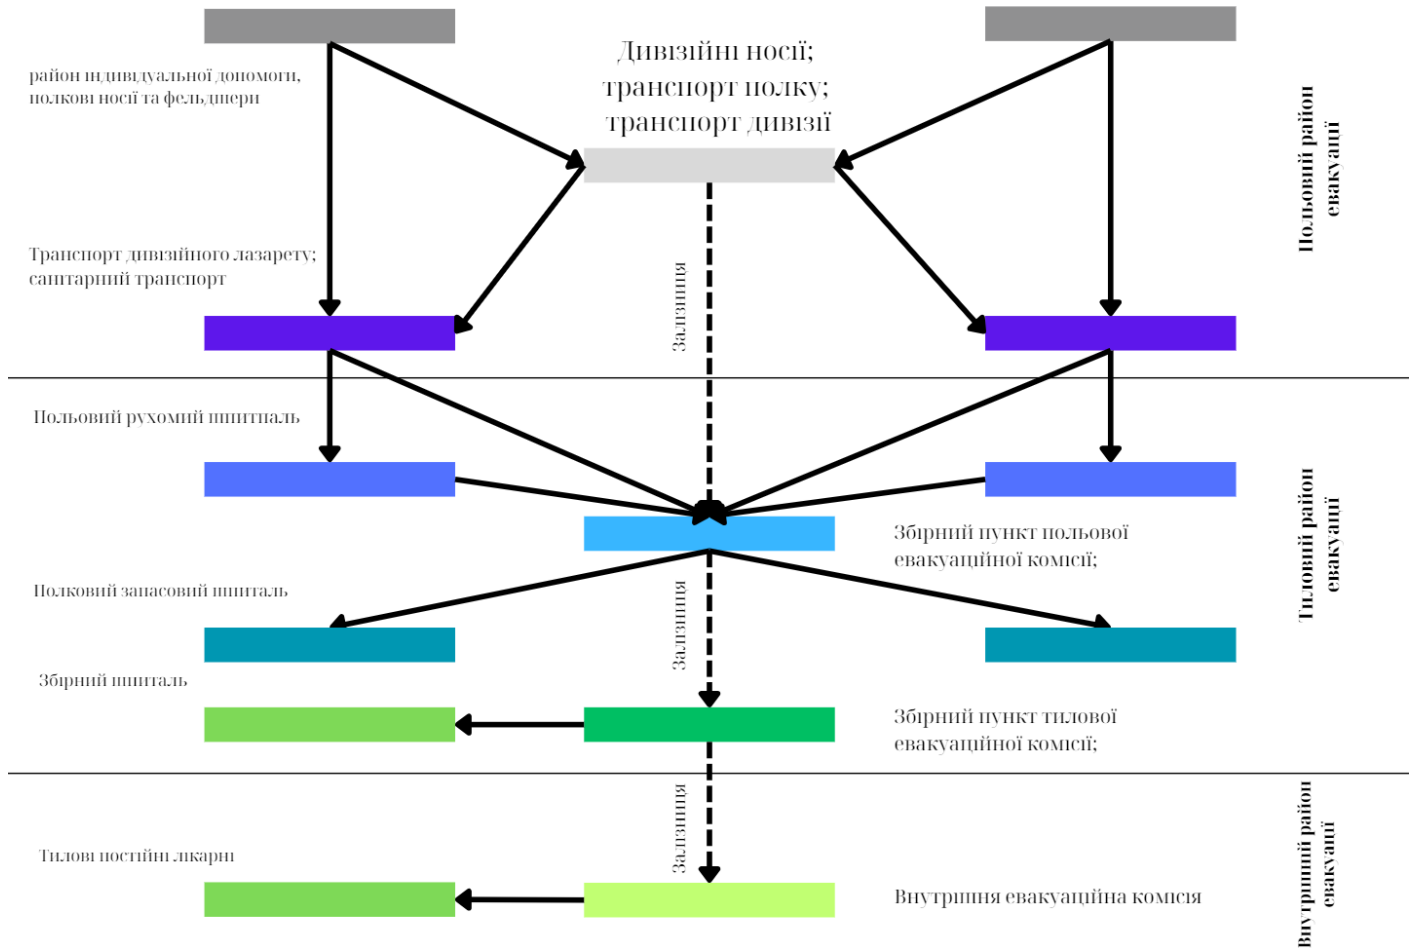 Дивізійні носії;
транспорт полку;
транспорт дивізії
район індивідуальної допомоги,
полкові носії та фельдшери
Польовий район
евакуації
Транспорт дивізійного лазарету;
санітарний транспорт
Залізниця
Польовий рухомий шпитпаль
Збірний пункт польової
евакуаційної комісії;
Тиловий район
евакуації
Полковий запасовий шпиталь
Залізниця
Збірний шпиталь
Збірний пункт тилової
евакуаційної комісії;
Залізниця
Внутрішній район
евакуації
Тилові постійні лікарні
Внутрішня евакуаційна комісія